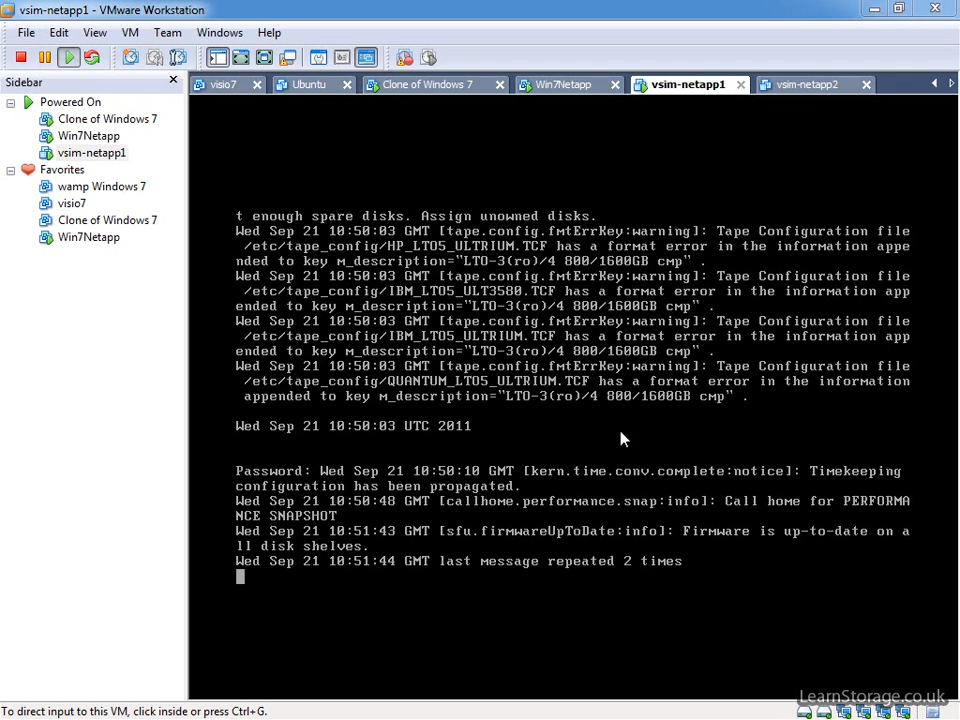 vsim-netapp1 - VMware Workstation
File Edit View VM Team Windows Help
Sidebar
visio7 Ubuntu Clone of Windows 7 Win7Netapp vsim-netapp1 vsim-netapp2
Powered On
Clone of Windows 7
Win7Netapp
vsim-netapp1
Favorites
wamp Windows 7
visio7
Clone of Windows 7
Win7Netapp
t enough spare disks. Assign unowned disks.
Wed Sep 21 10:50:03 GMT [tape.config.fmtErrKey:warning]: Tape Configuration file
/etc/tape_config/HP_LTO5_ULTRIUM.TCF has a format error in the information appe
nded to key m_description="LTO-3(ro)/4 800/1600GB cmp" .
Wed Sep 21 10:50:03 GMT [tape.config.fmtErrKey:warning]: Tape Configuration file
/etc/tape_config/IBM_LTO5_ULT3580.TCF has a format error in the information app
ended to key m_description="LTO-3(ro)/4 800/1600GB cmp" .
Wed Sep 21 10:50:03 GMT [tape.config.fmtErrKey:warning]: Tape Configuration file
/etc/tape_config/IBM_LTO5_ULTRIUM.TCF has a format error in the information app
ended to key m_description="LTO-3(ro)/4 800/1600GB cmp" .
Wed Sep 21 10:50:03 GMT [tape.config.fmtErrKey:warning]: Tape Configuration file
/etc/tape_config/QUANTUM_LTO5_ULTRIUM.TCF has a format error in the information
appended to key m_description="LTO-3(ro)/4 800/1600GB cmp" .
Wed Sep 21 10:50:03 UTC 2011
Password: Wed Sep 21 10:50:10 GMT [kern.time.conv.complete:notice]: Timekeeping
configuration has been propagated.
Wed Sep 21 10:50:48 GMT [callhome.performance.snap:info]: Call home for PERFORMA
NCE SNAPSHOT
Wed Sep 21 10:51:43 GMT [sfu.firmwareUpToDate:info]: Firmware is up-to-date on a
ll disk shelves.
Wed Sep 21 10:51:44 GMT last message repeated 2 times
LearnStorage.co.uk
To direct input to this VM, click inside or press Ctrl+G.